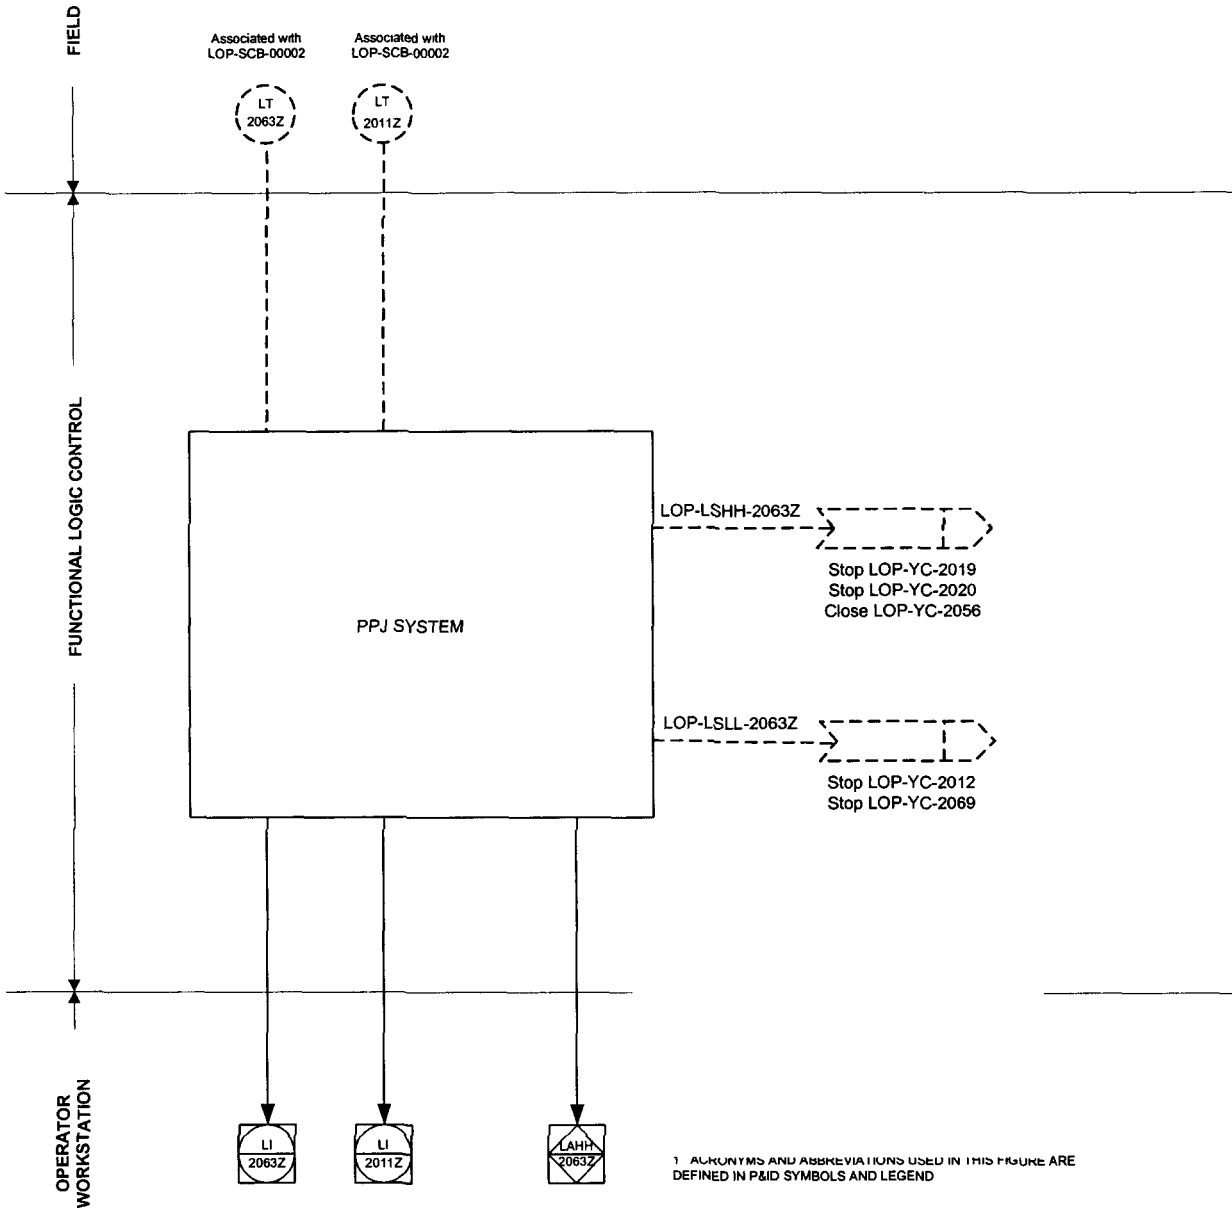 FIELD
Associated with
LOP-SCB-00002
Associated with
LOP-SCB-00002
LT
2063Z
LT
2011Z
FUNCTIONAL LOGIC CONTROL
PPJ SYSTEM
LOP-LSHH-2063Z
Stop LOP-YC-2019
Stop LOP-YC-2020
Close LOP-YC-2056
LOP-LSLL-2063Z
Stop LOP-YC-2012
Stop LOP-YC-2069
OPERATOR
WORKSTATION
LI
2063Z
LI
2011Z
LAHH
2063Z
1 ACRONYMS AND ABBREVIATIONS USED IN THIS FIGURE ARE
DEFINED IN P&ID SYMBOLS AND LEGEND